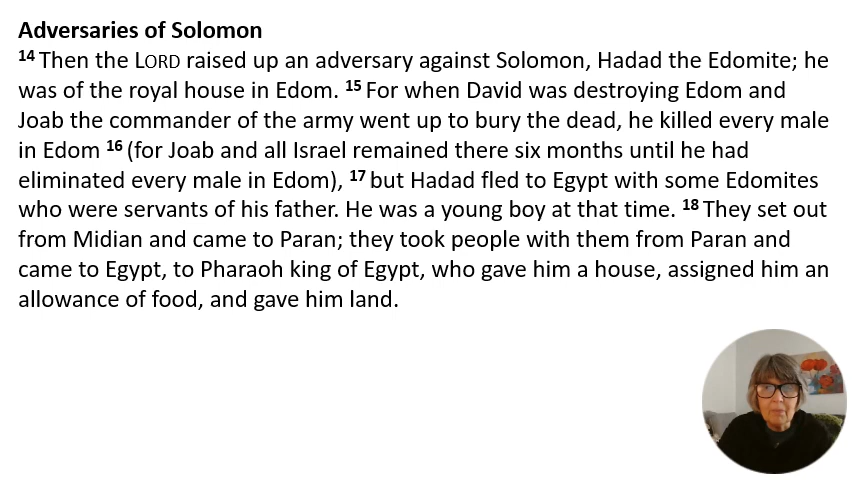 Adversaries of Solomon
14 Then the LORD raised up an adversary against Solomon, Hadad the Edomite; he
was of the royal house in Edom. 15 For when David was destroying Edom and
Joab the commander of the army went up to bury the dead, he killed every male
in Edom 16 (for Joab and all Israel remained there six months until he had
eliminated every male in Edom), 17 but Hadad fled to Egypt with some Edomites
who were servants of his father. He was a young boy at that time. 18 They set out
from Midian and came to Paran; they took people with them from Paran and
came to Egypt, to Pharaoh king of Egypt, who gave him a house, assigned him an
allowance of food, and gave him land.